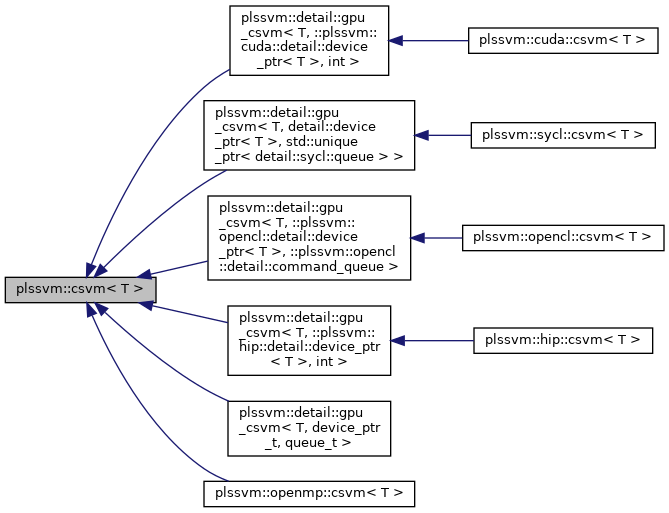 plssvm::detail::gpu
_csvm< T, ::plssvm::
cuda::detail::device
_ptr< T >, int >
plssvm::cuda::csvm< T >
plssvm::detail::gpu
_csvm< T, detail::device
_ptr< T >, std::unique
_ptr< detail::sycl::queue > >
plssvm::sycl::csvm< T >
plssvm::detail::gpu
_csvm< T, ::plssvm::
opencl::detail::device
_ptr< T >, ::plssvm::opencl
::detail::command_queue >
plssvm::opencl::csvm< T >
plssvm::csvm< T >
plssvm::detail::gpu
_csvm< T, ::plssvm::
hip::detail::device_ptr
< T >, int >
plssvm::hip::csvm< T >
plssvm::detail::gpu
_csvm< T, device_ptr
_t, queue_t >
plssvm::openmp::csvm< T >